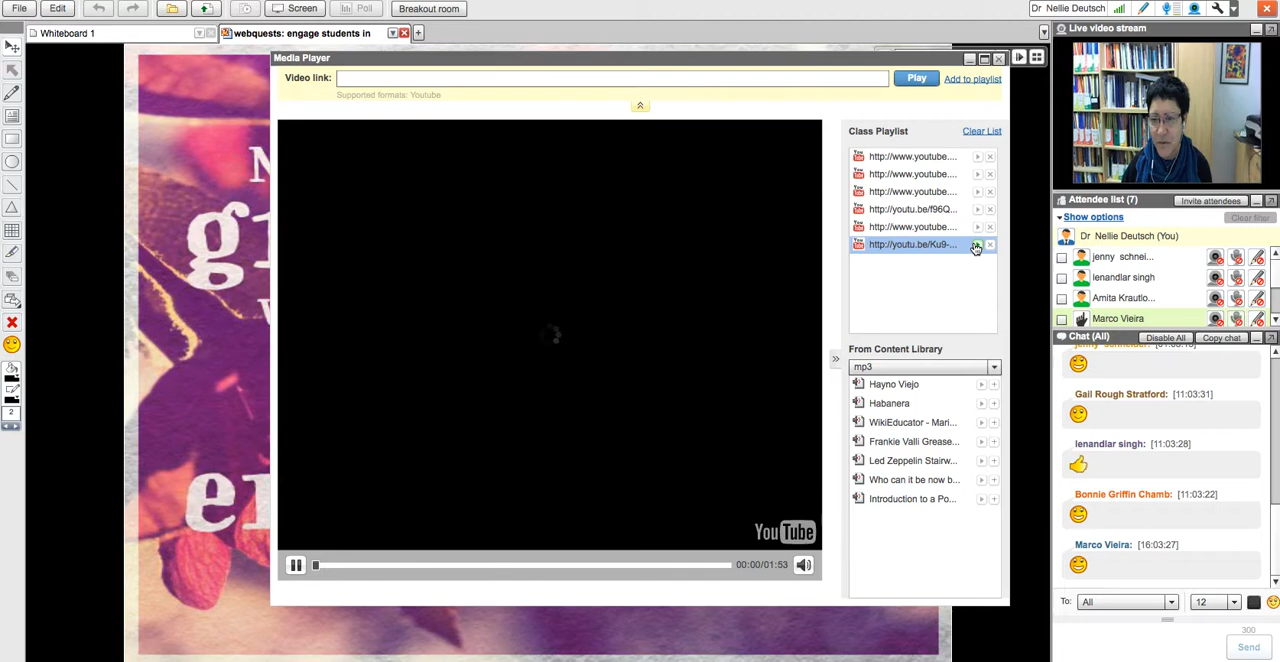 File Edit Screen Poll Breakout room Dr Nellie Deutsch
Whiteboard 1 webquests: engage students in
Live video stream
Media Player
Video link: Play Add to playlist
Supported formats: Youtube
Class Playlist Clear List
http://www.youtube....
http://www.youtube....
http://www.youtube....
http://youtu.be/f96Q...
http://www.youtube....
http://youtu.be/Ku9-...
YouTube
00:00/01:53
From Content Library
mp3
Hayno Viejo
Habanera
WikiEducator - Mari...
Frankie Valli Grease...
Led Zeppelin Stairw...
Who can it be now b...
Introduction to a Po...
2
Attendee list (7) Invite attendees
Show options Clear filter
Dr Nellie Deutsch (You)
jenny schnei...
lenandlar singh
Amita Krautlo...
Marco Vieira
Chat (All) Disable All Copy chat
Gail Rough Stratford: [11:03:31]
lenandlar singh: [11:03:28]
Bonnie Griffin Chamb: [11:03:22]
Marco Vieira: [16:03:27]
To: All 12
300
Send